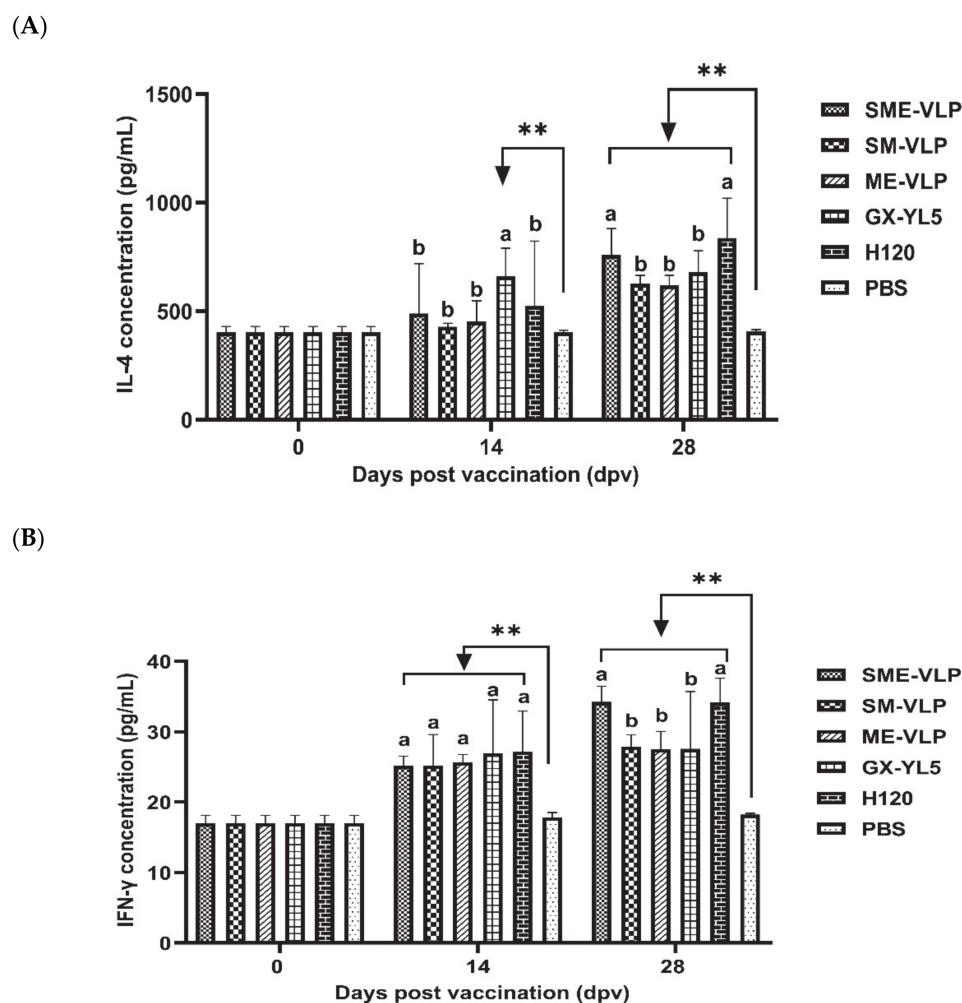 (A)
**
**
1500
1000
500
0
IL-4 concentration (pg/mL)
b
b
b
a
b
a
b
b
b
a
0
14
28
Days post vaccination (dpv)
SME-VLP
SM-VLP
ME-VLP
GX-YL5
H120
PBS
(B)
**
**
40
30
20
10
0
IFN-γ concentration (pg/mL)
a
a
a
a
a
a
b
b
b
a
0
14
28
Days post vaccination (dpv)
SME-VLP
SM-VLP
ME-VLP
GX-YL5
H120
PBS